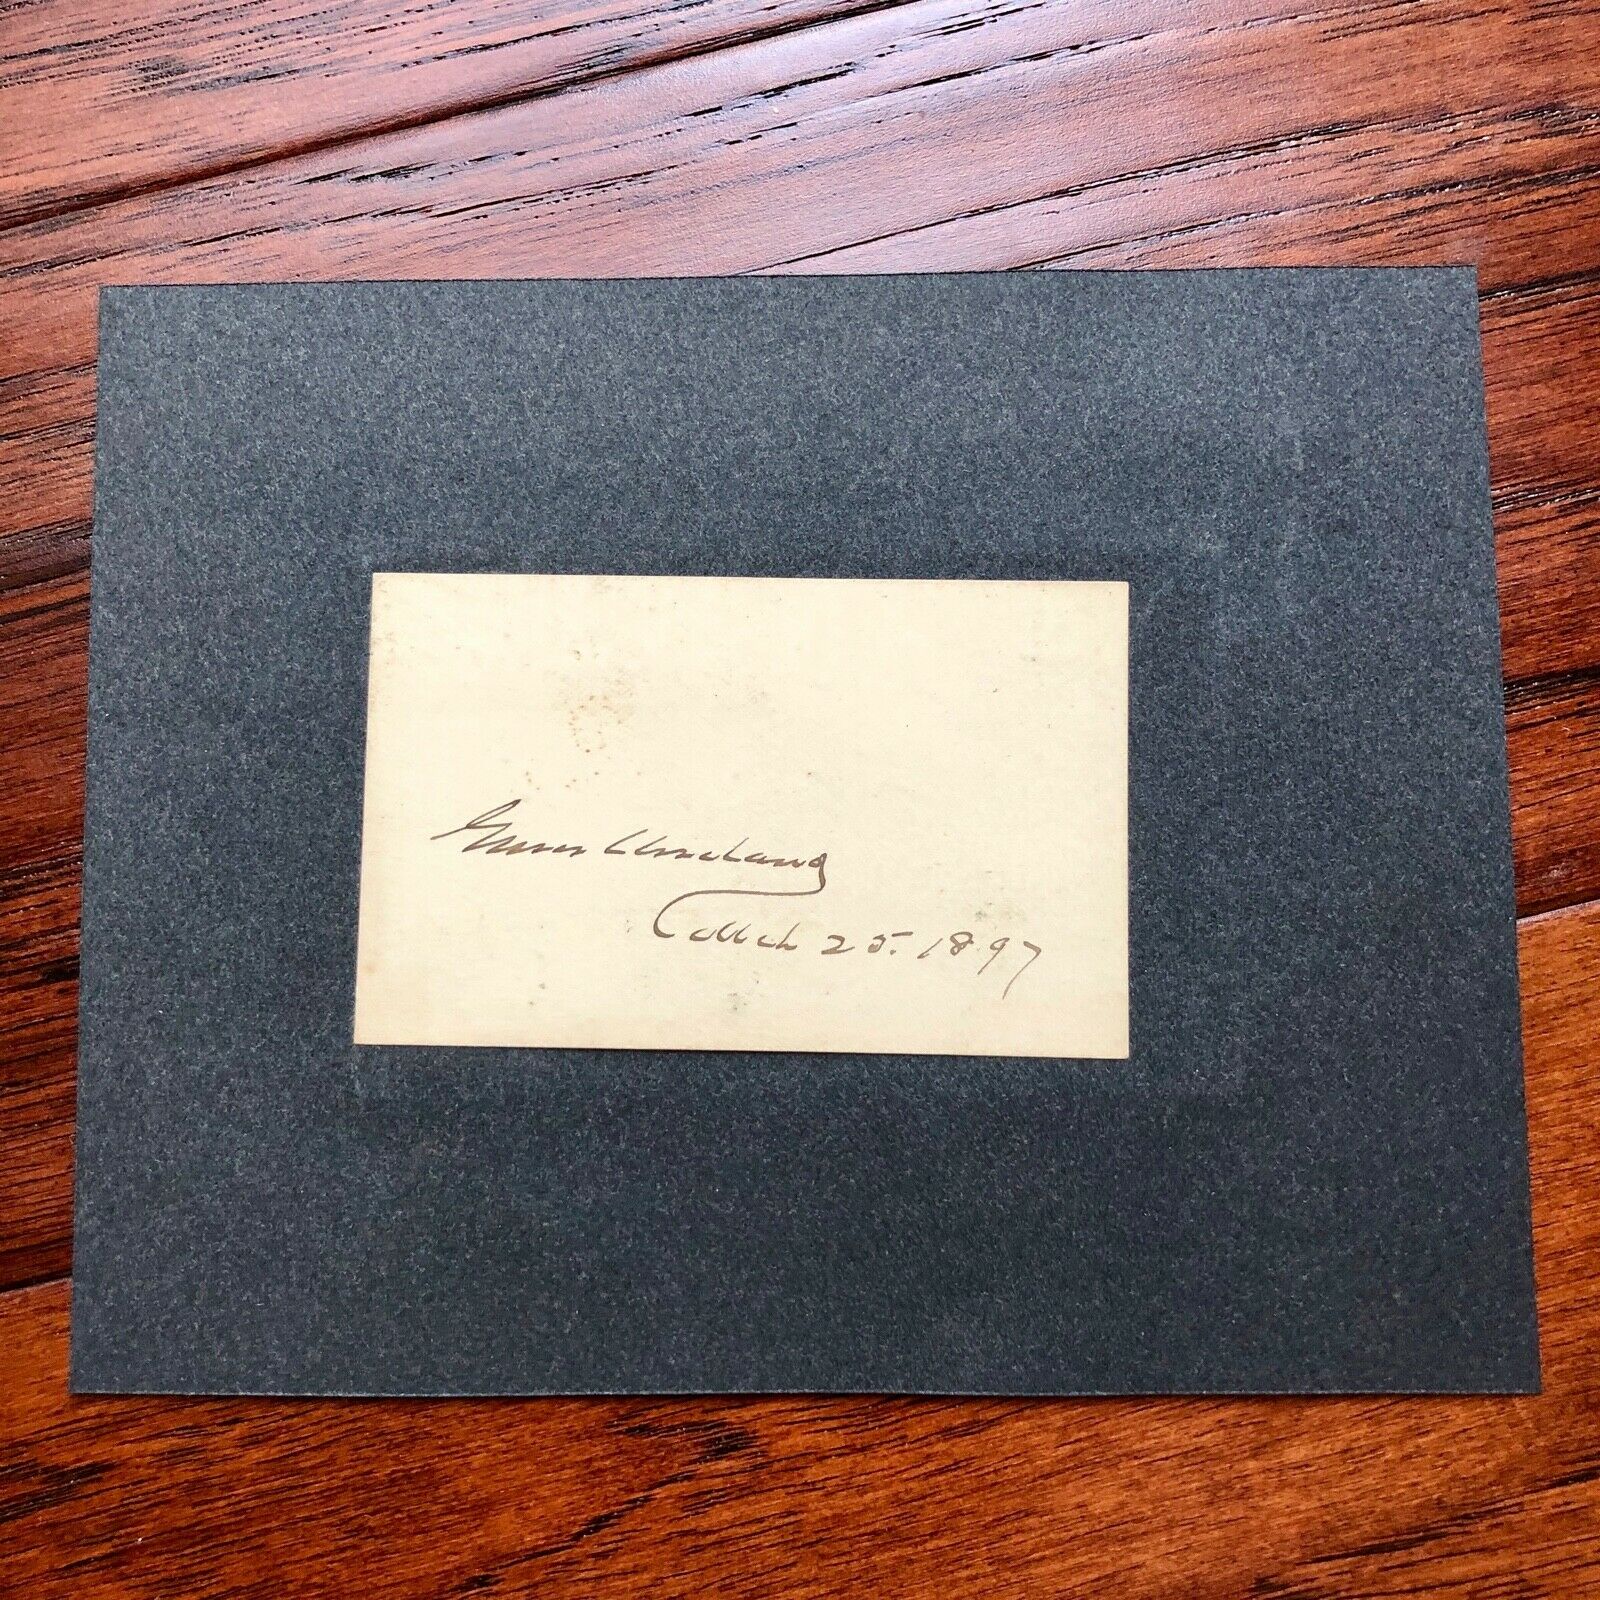 Grover Cleveland
March 25. 1897